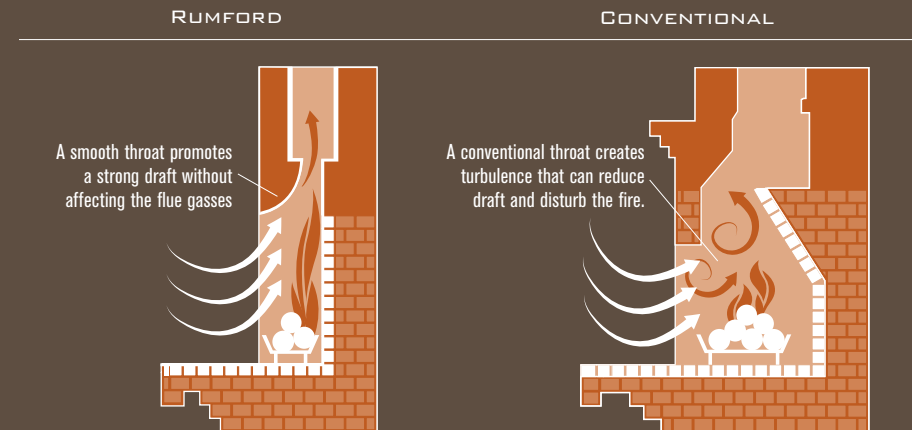 Rumford
Conventional
A smooth throat promotes
a strong draft without
affecting the flue gasses
A conventional throat creates
turbulence that can reduce
draft and disturb the fire.